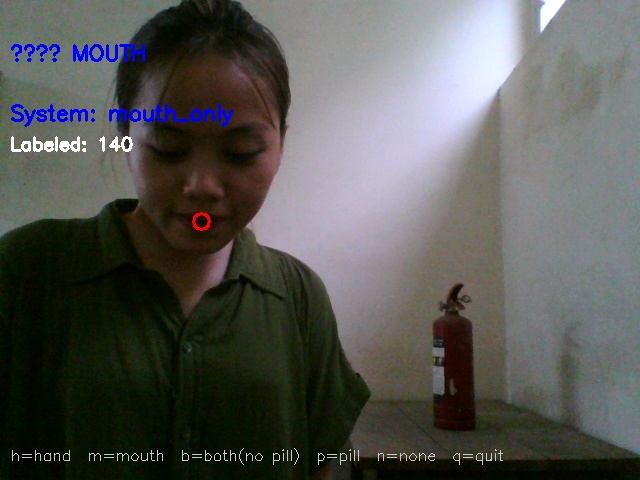 ???? MOUTH
System: mouth_only
Labeled: 140
h=hand m=mouth b=both(no pill) p=pill n=none q=quit